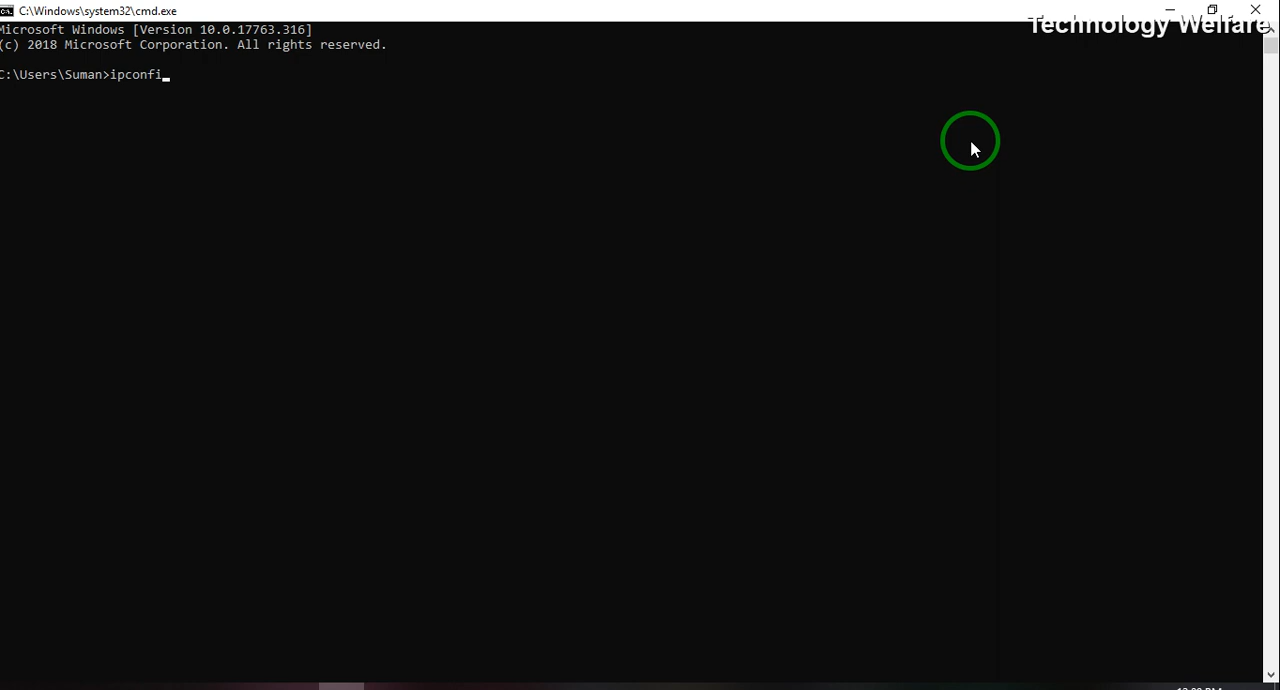 C:\Windows\system32\cmd.exe
Technology Welfare
Microsoft Windows [Version 10.0.17763.316]
(c) 2018 Microsoft Corporation. All rights reserved.
C:\Users\Suman>ipconfi_